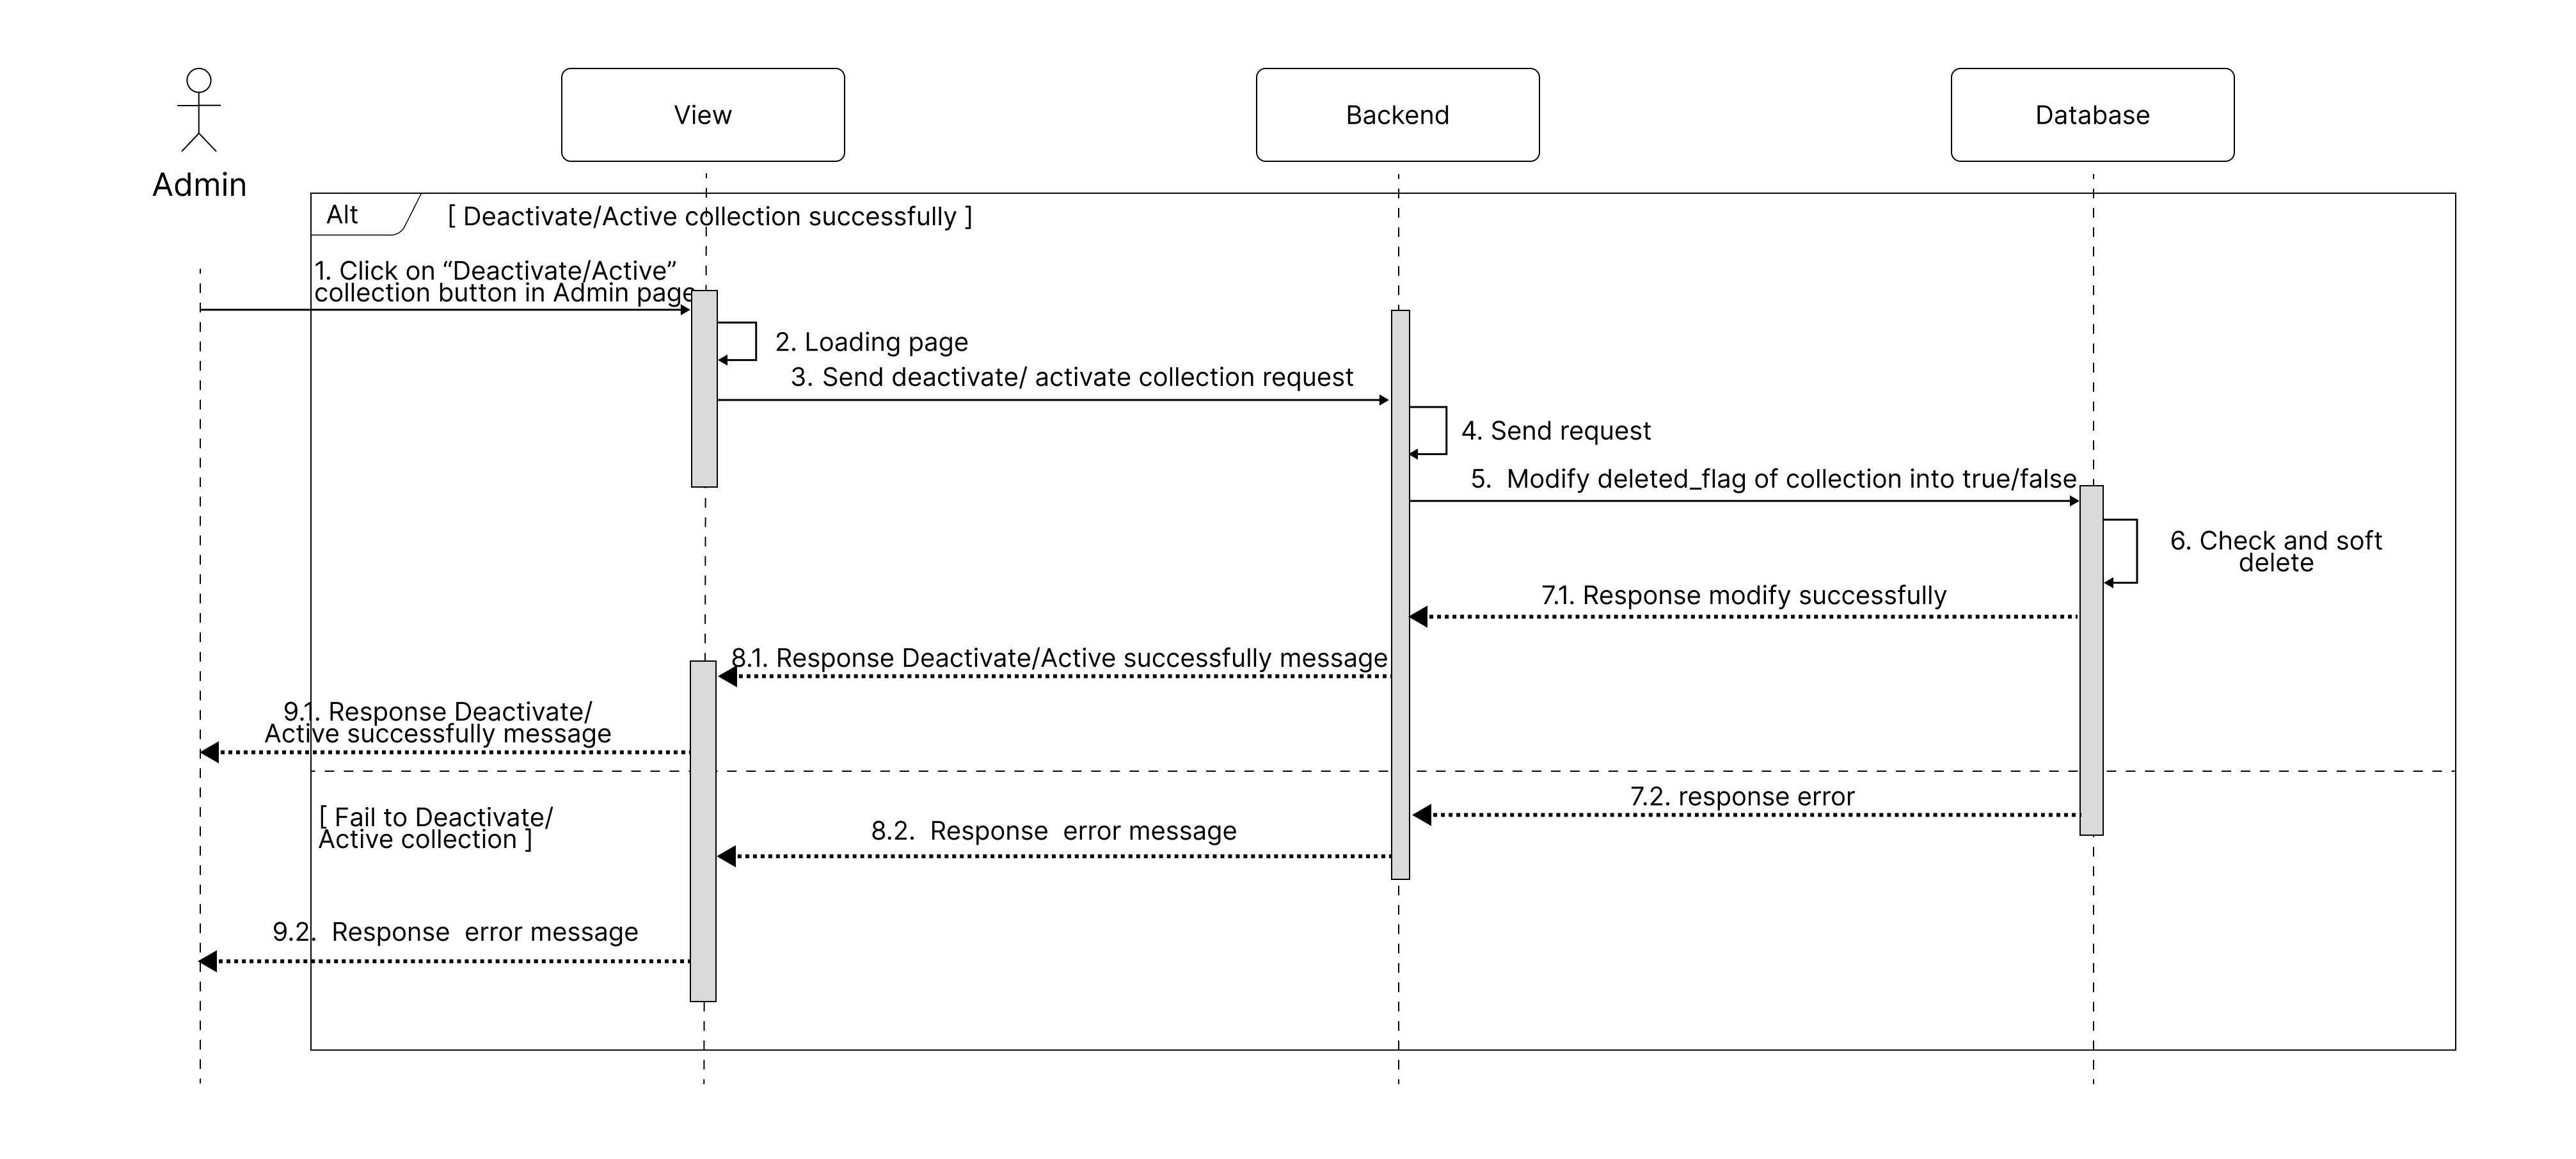 View
Backend
Database
Admin
Alt
[ Deactivate/Active collection successfully ]
1. Click on “Deactivate/Active”
collection button in Admin page
2. Loading page
3. Send deactivate/ activate collection request
4. Send request
5.  Modify deleted_flag of collection into true/false
6. Check and soft
delete
7.1. Response modify successfully
8.1. Response Deactivate/Active successfully message
9.1. Response Deactivate/
Active successfully message
7.2. response error
[ Fail to Deactivate/
Active collection ]
8.2.  Response  error message
9.2.  Response  error message